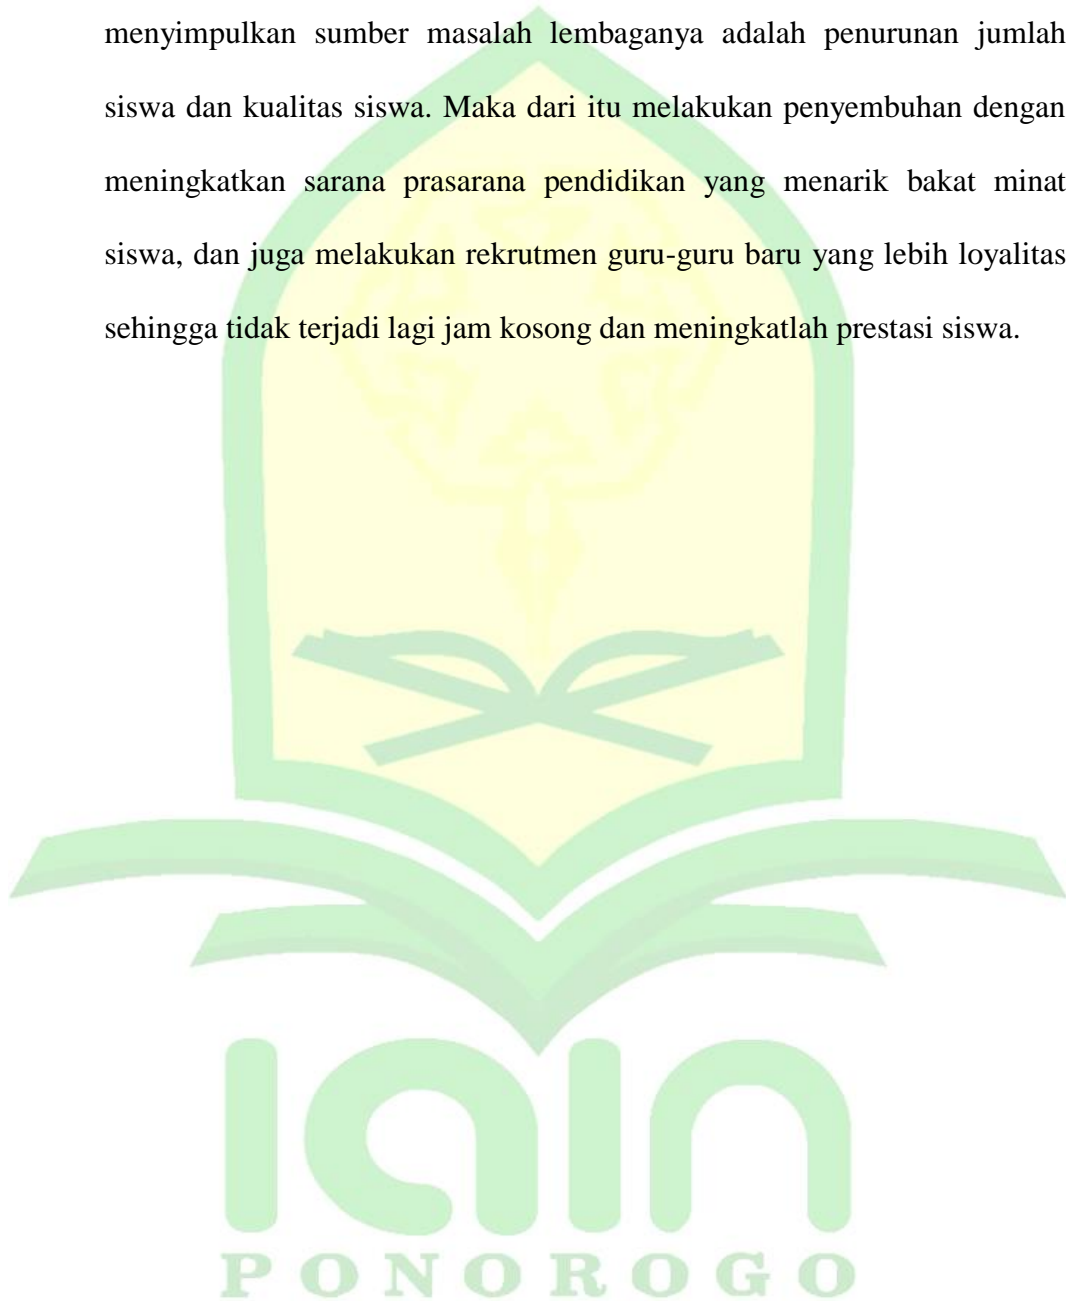 menyimpulkan sumber masalah lembaganya adalah penurunan jumlah
siswa dan kualitas siswa. Maka dari itu melakukan penyembuhan dengan
meningkatkan sarana prasarana pendidikan yang menarik bakat minat
siswa, dan juga melakukan rekrutmen guru-guru baru yang lebih loyalitas
sehingga tidak terjadi lagi jam kosong dan meningkatlah prestasi siswa.
iain
PONOROGO